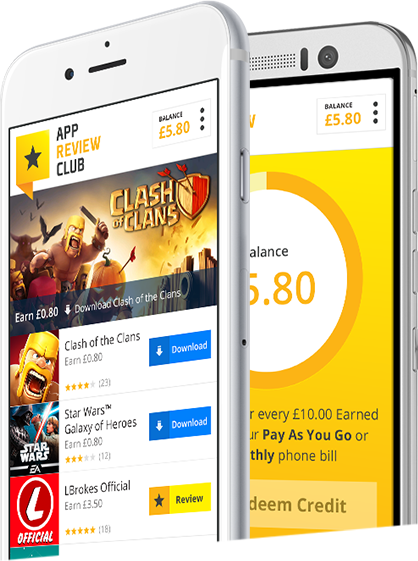 APP
REVIEW
CLUB
BALANCE
£5.80
CLASH
OF
CLANS
Earn £0.80 Download Clash of the Clans
Clash of the Clans
Earn £0.80
(23)
Download
Star Wars™
Galaxy of Heroes
Earn £0.80
(12)
Download
STAR
WARS
EA
LBrokes Official
Earn £3.50
(18)
Review
L
OFFICIAL
BALANCE
£5.80
W
alance
5.80
r every £10.00 Earned
ur Pay As You Go or
thly phone bill
deem Credit